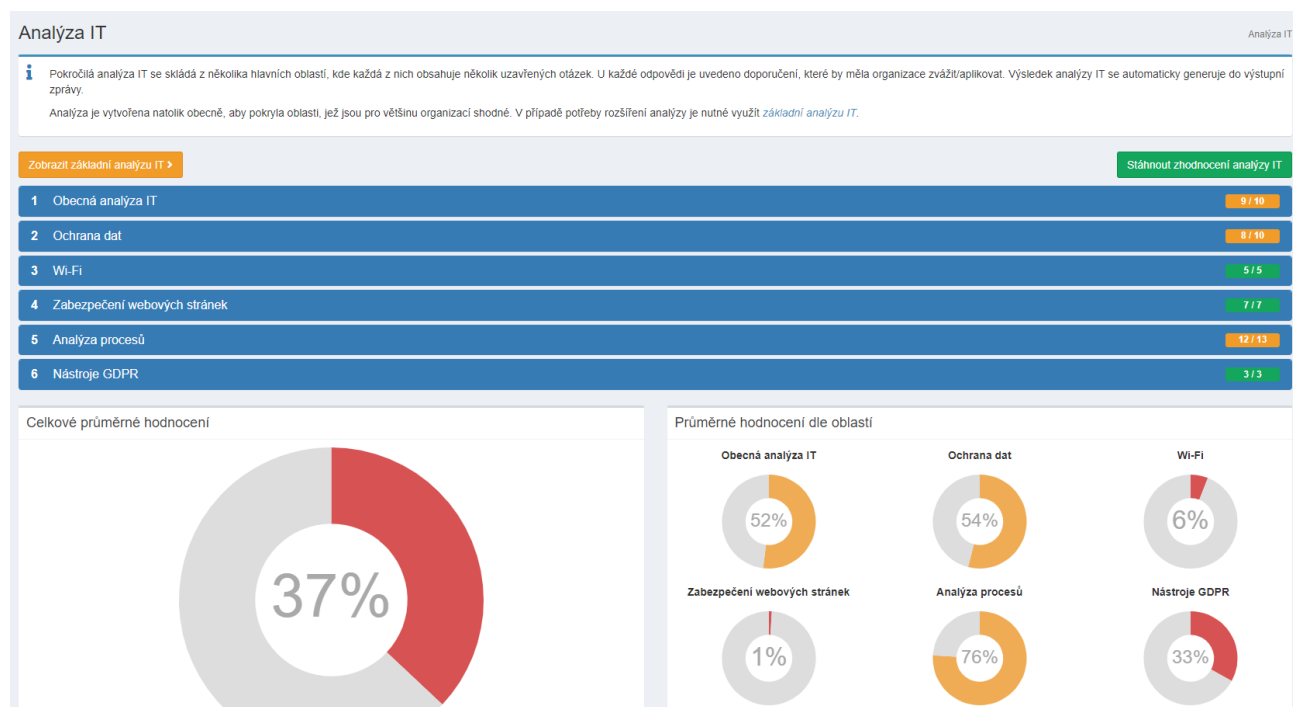 Analýza IT
Analýza IT
Pokročilá analýza IT se skládá z několika hlavních oblastí, kde každá z nich obsahuje několik uzavřených otázek. U každé odpovědi je uvedeno doporučení, které by měla organizace zvážit/aplikovat. Výsledek analýzy IT se automaticky generuje do výstupní
zprávy.
Analýza je vytvořena natolik obecně, aby pokryla oblasti, jež jsou pro většinu organizací shodné. V případě potřeby rozšíření analýzy je nutné využít základní analýzu IT.
Zobrazit základní analýzu IT >
Stáhnout zhodnocení analýzy IT
1 Obecná analýza IT 9 / 10
2 Ochrana dat 8 / 10
3 Wi-Fi 5 / 5
4 Zabezpečení webových stránek 7 / 7
5 Analýza procesů 12 / 13
6 Nástroje GDPR 3 / 3
Celkové průměrné hodnocení
37%
Průměrné hodnocení dle oblastí
Obecná analýza IT Ochrana dat Wi-Fi
52% 54% 6%
Zabezpečení webových stránek Analýza procesů Nástroje GDPR
1% 76% 33%